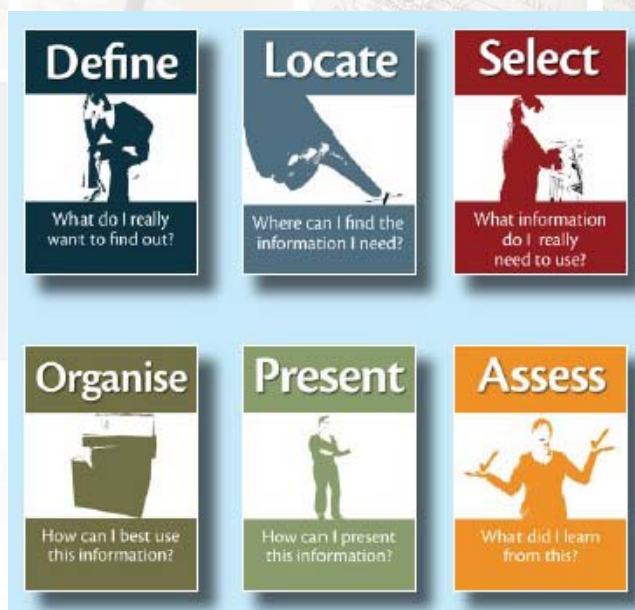 Define
What do I really
want to find out?
Locate
Where can I find the
information I need?
Select
What information
do I really
need to use?
Organise
How can I best use
this information?
Present
How can I present
this information?
Assess
What did I learn
from this?